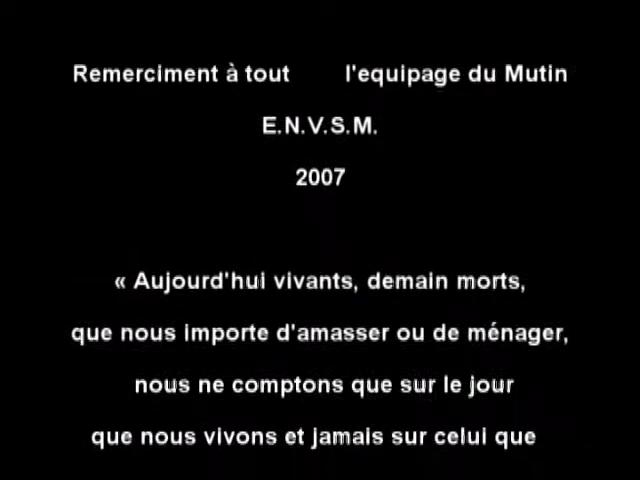 Remerciment à tout l'equipage du Mutin
E.N.V.S.M.
2007
« Aujourd'hui vivants, demain morts,
que nous importe d'amasser ou de ménager,
nous ne comptons que sur le jour
que nous vivons et jamais sur celui que